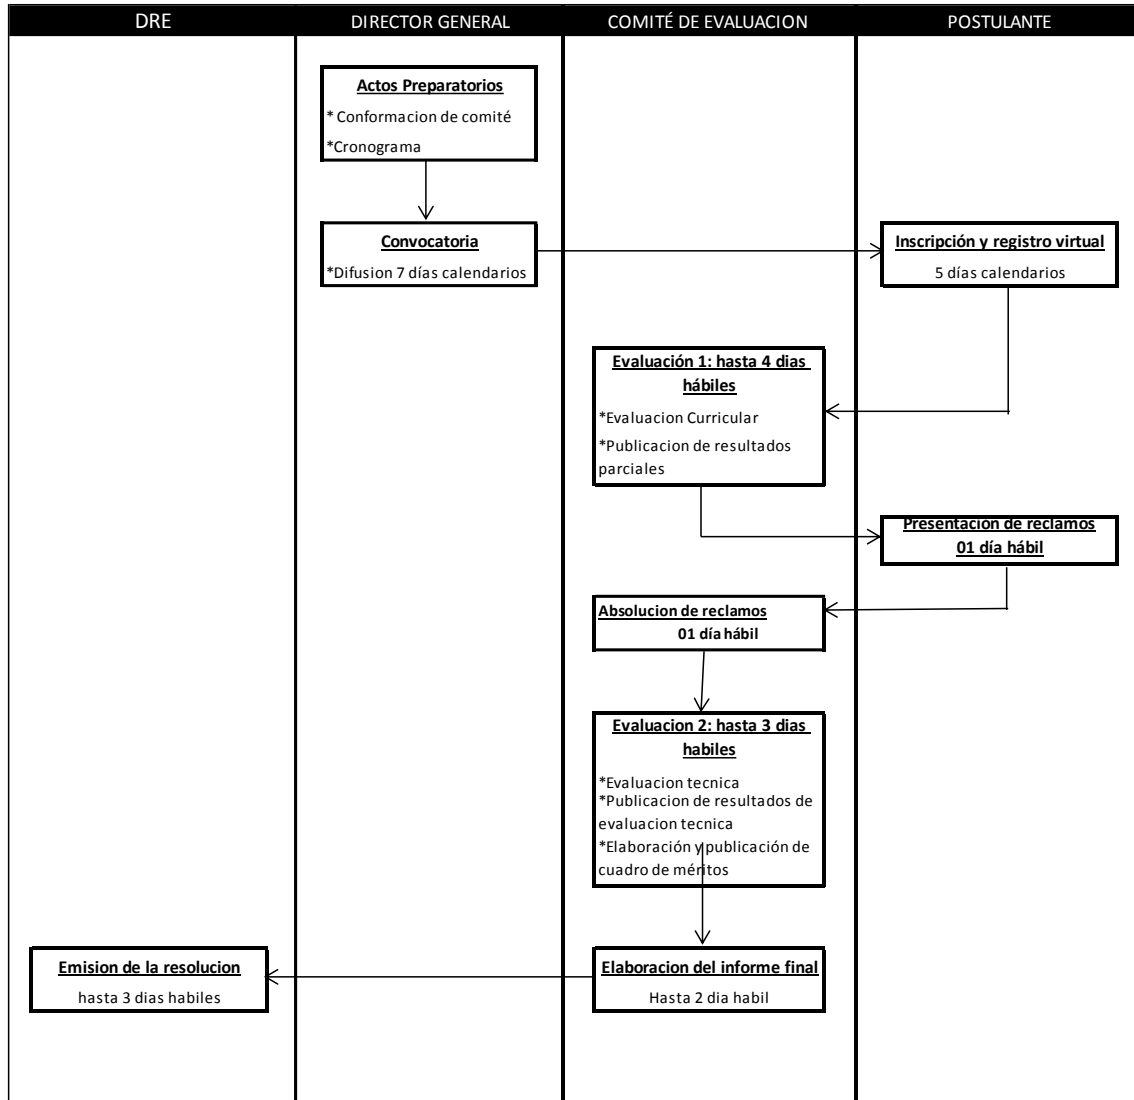 DRE
DIRECTOR GENERAL
COMITÉ DE EVALUACION
POSTULANTE
Actos Preparatorios
* Conformacion de comité
*Cronograma
Convocatoria
*Difusion 7 días calendarios
Inscripción y registro virtual
5 días calendarios
Evaluación 1: hasta 4 dias
hábiles
*Evaluacion Curricular
*Publicacion de resultados
parciales
Presentacion de reclamos
01 día hábil
Absolucion de reclamos
01 día habil
Evaluacion 2: hasta 3 dias
habiles
*Evaluacion tecnica
*Publicacion de resultados de
evaluacion tecnica
*Elaboración y publicación de
cuadro de méritos
Emision de la resolucion
hasta 3 dias habiles
Elaboracion del informe final
Hasta 2 dia habil